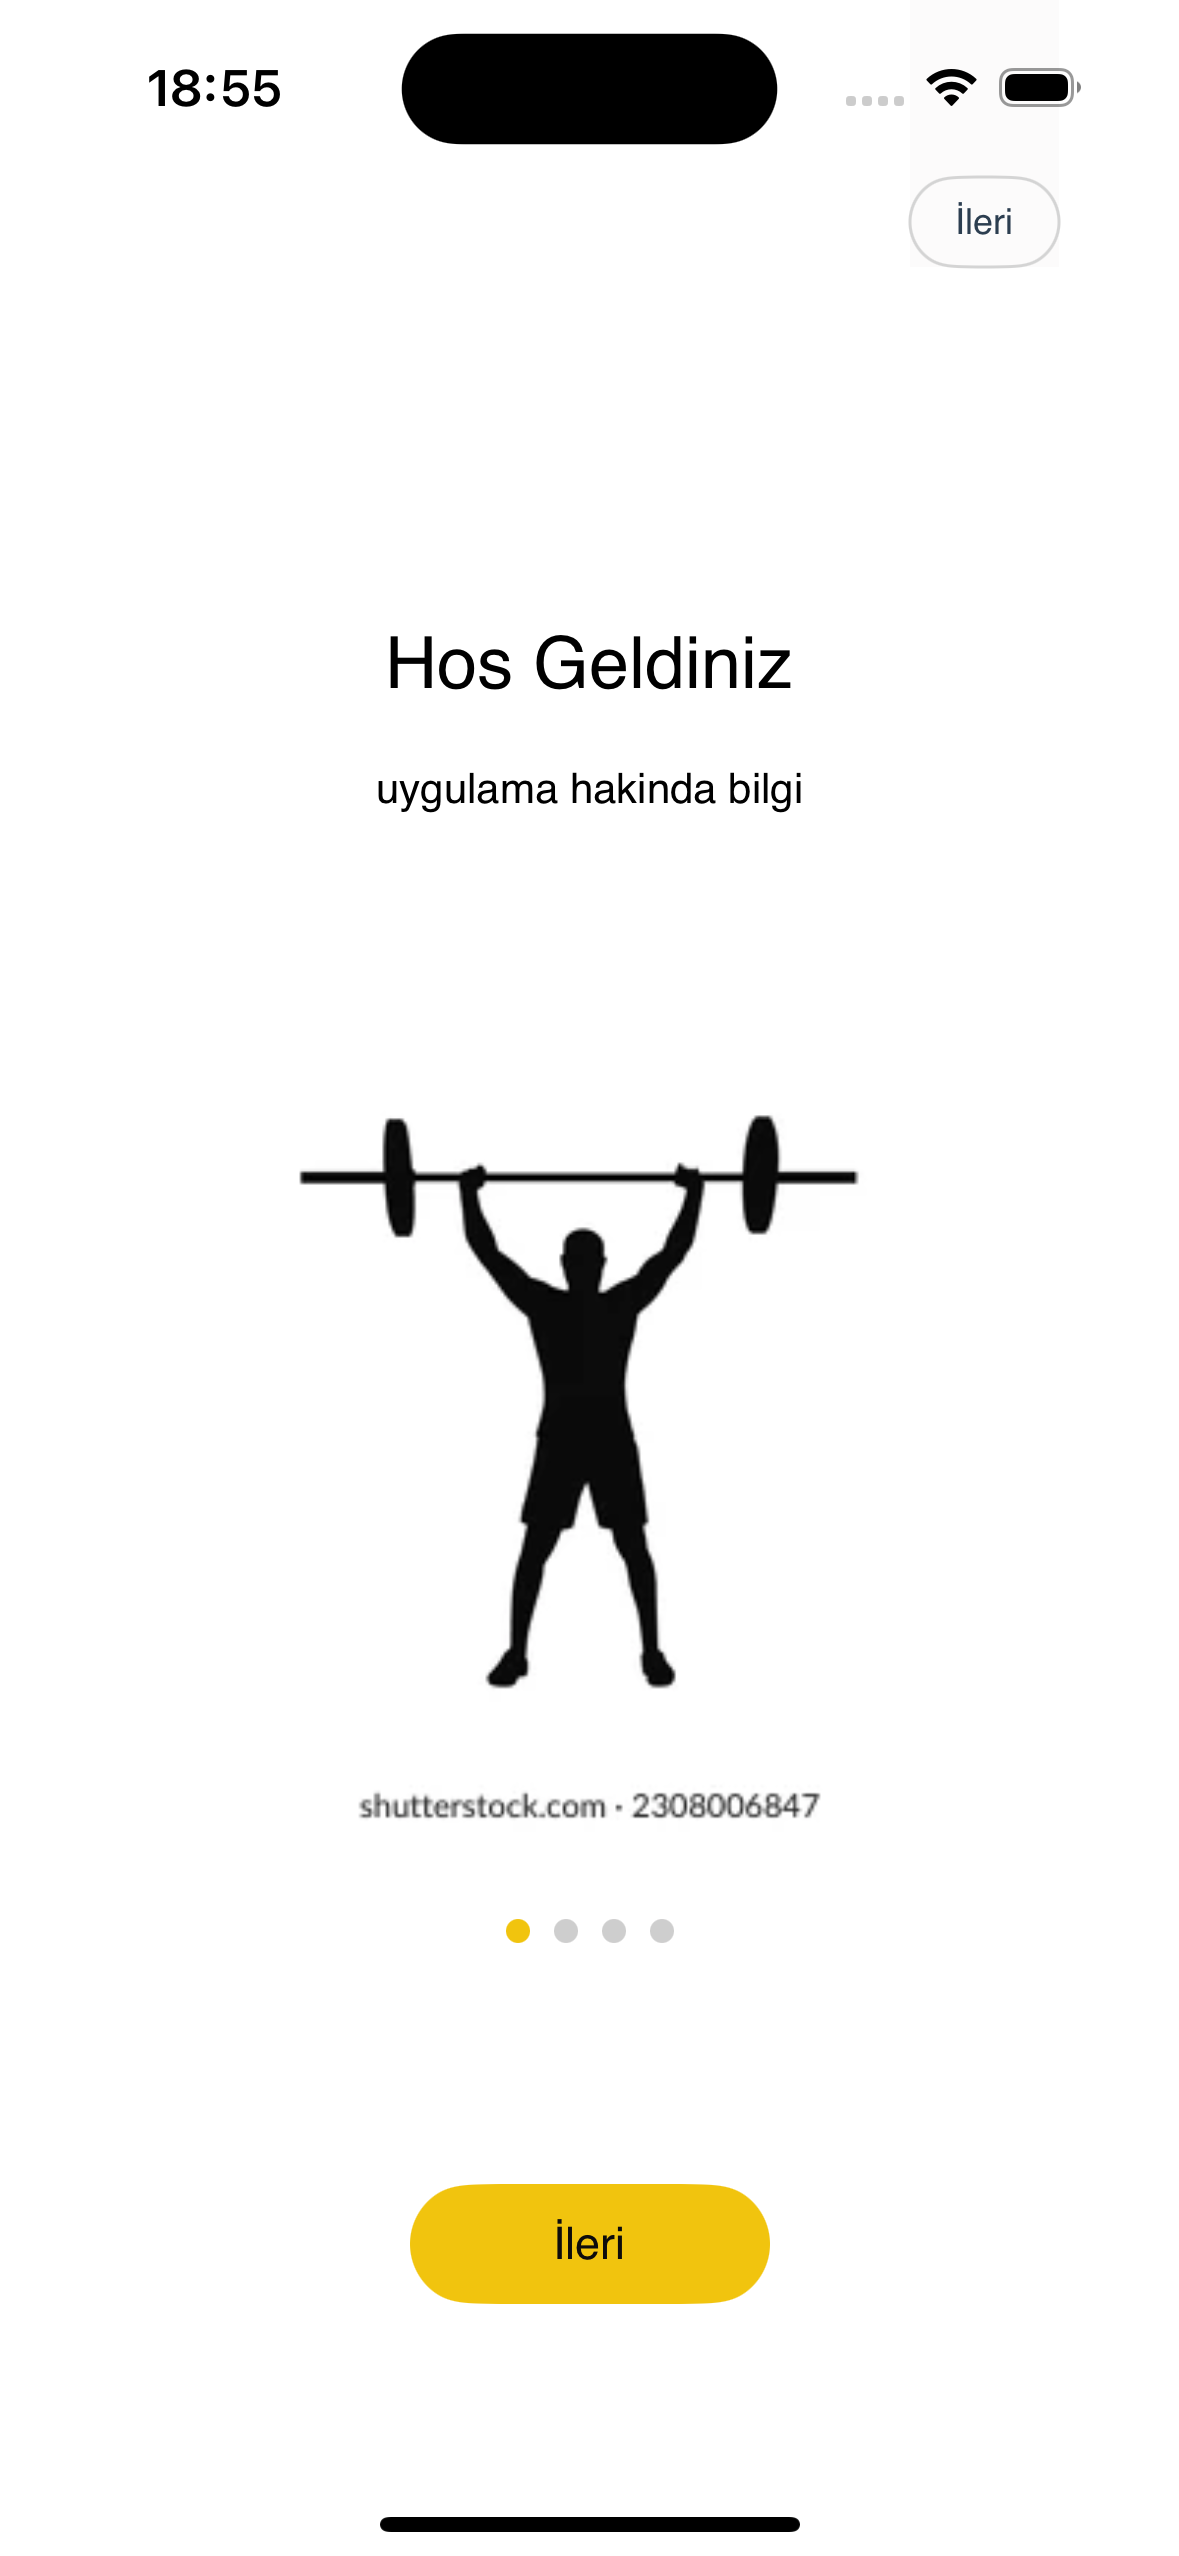 18:55
İleri
Hos Geldiniz
uygulama hakinda bilgi
shutterstock.com · 2308006847
İleri